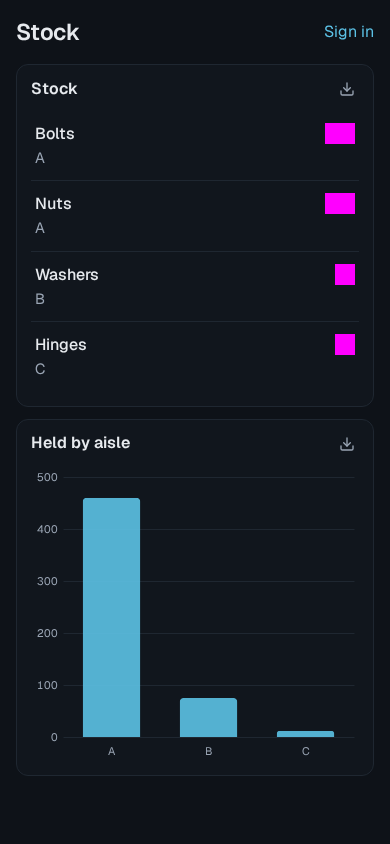 Stock
Sign in
Stock
Bolts
A
Nuts
A
Washers
B
Hinges
C
Held by aisle
500
400
300
200
100
0
A B C